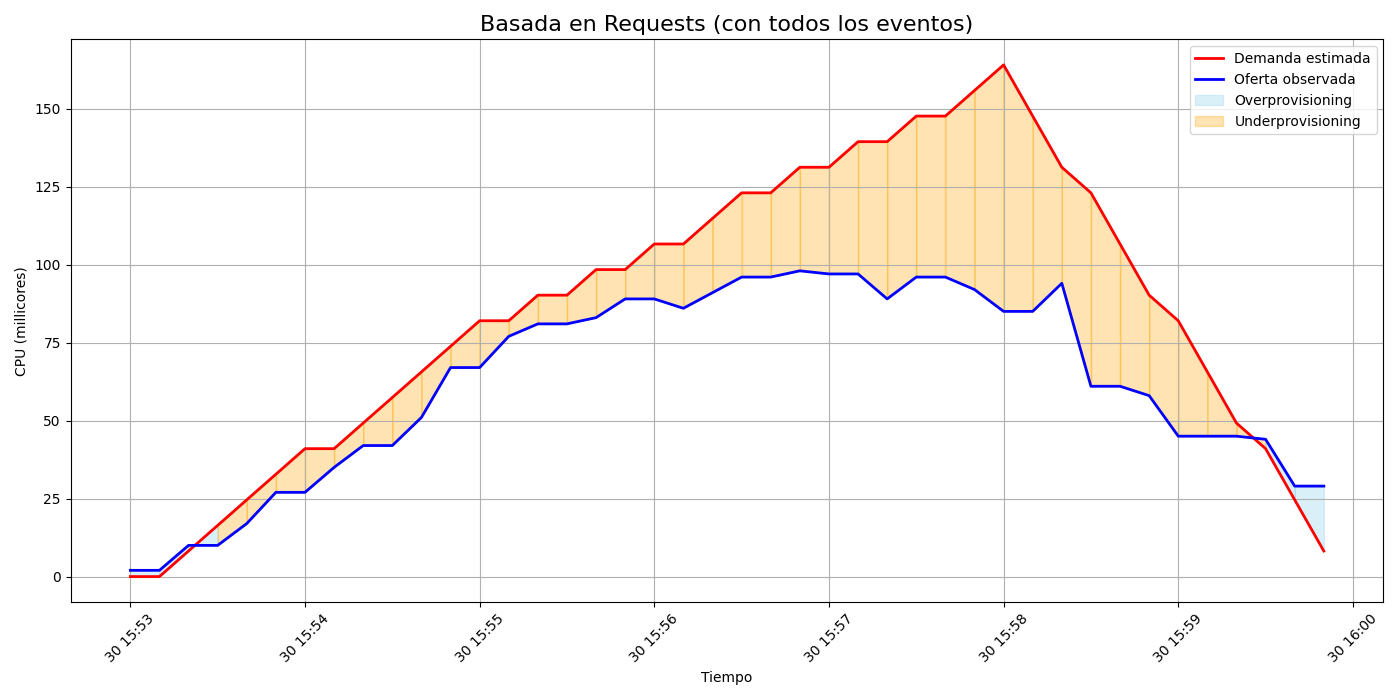 Basada en Requests (con todos los eventos)
Demanda estimada
Oferta observada
Overprovisioning
Underprovisioning
CPU (millicores)
150
125
100
75
50
25
0
30 15:53
30 15:54
30 15:55
30 15:56
30 15:57
30 15:58
30 15:59
30 16:00
Tiempo